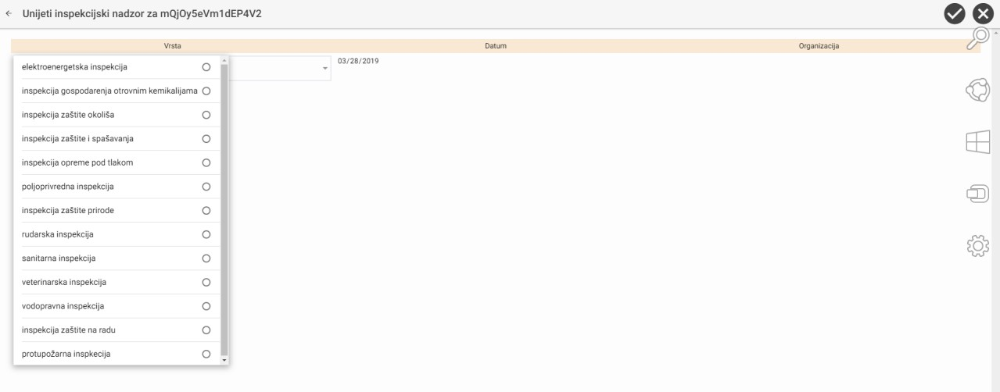 Unijeti inspekcijski nadzor za mQjOy5eVm1dEP4V2
Vrsta Datum Organizacija
03/28/2019
elektroenergetska inspekcija
inspekcija gospodarenja otrovnim kemikalijama
inspekcija zaštite okoliša
inspekcija zaštite i spašavanja
inspekcija opreme pod tlakom
poljoprivredna inspekcija
inspekcija zaštite prirode
rudarska inspekcija
sanitarna inspekcija
veterinarska inspekcija
vodopravna inspekcija
inspekcija zaštite na radu
protupožarna inspkecija